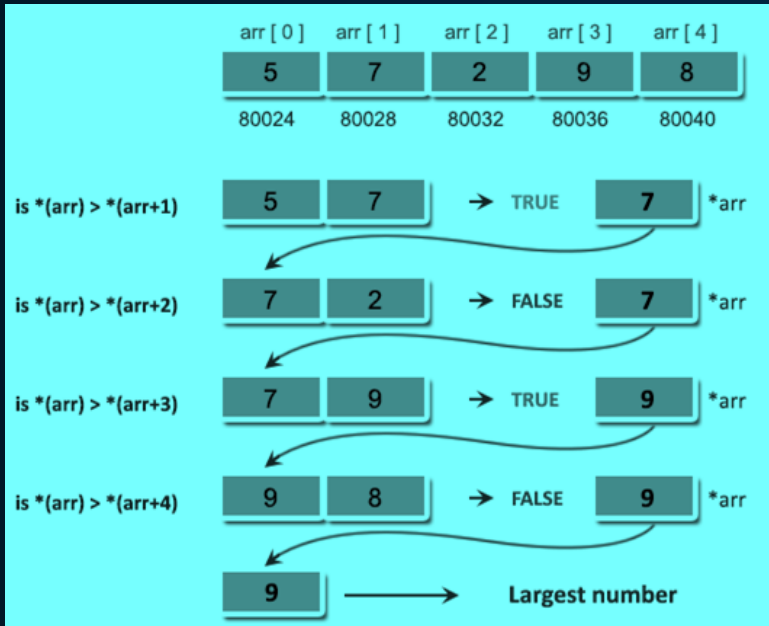 arr [ 0 ] arr [ 1 ] arr [ 2 ] arr [ 3 ] arr [ 4 ]
5 7 2 9 8
80024 80028 80032 80036 80040
is *(arr) > *(arr+1) 5 7 → TRUE 7 *arr
is *(arr) > *(arr+2) 7 2 → FALSE 7 *arr
is *(arr) > *(arr+3) 7 9 → TRUE 9 *arr
is *(arr) > *(arr+4) 9 8 → FALSE 9 *arr
9 Largest number